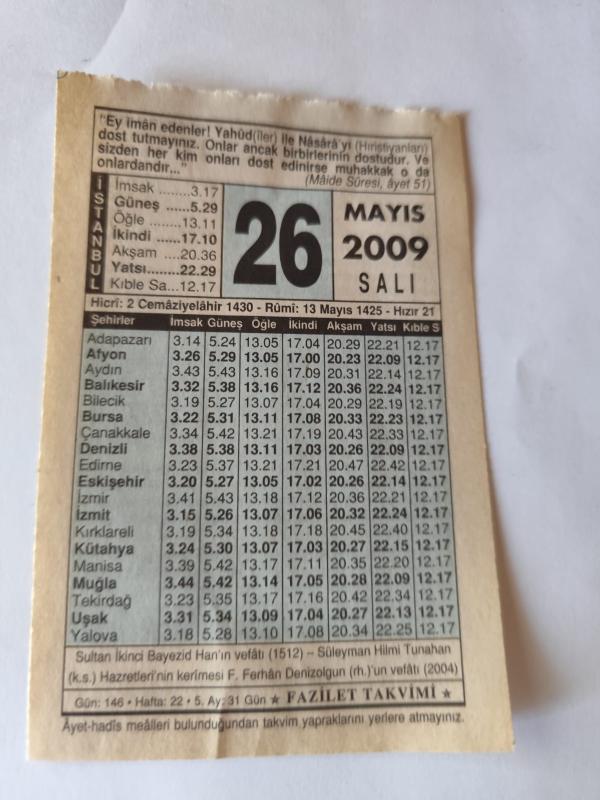 "Ey îmân edenler! Yahûd(iler) ile Nâsârâ'yı (Hıristiyanları)
dost tutmayınız. Onlar ancak birbirlerinin dostudur. Ve
sizden her kim onları dost edinirse muhakkak o da
onlardandır..."
(Mâide Sûresi, âyet 51)
İSTANBUL
İmsak ........3.17
Güneş ......5.29
Öğle .......13.11
İkindi ......17.10
Akşam ....20.36
Yatsı........22.29
Kıble Sa...12.17
26
MAYIS
2009
SALI
Hicrî: 2 Cemâziyelâhir 1430 - Rûmî: 13 Mayıs 1425 - Hızır 21
Şehirler İmsak Güneş Öğle İkindi Akşam Yatsı Kıble S
Adapazarı 3.14 5.24 13.05 17.04 20.29 22.21 12.17
Afyon 3.26 5.29 13.05 17.00 20.23 22.09 12.17
Aydın 3.43 5.43 13.16 17.09 20.31 22.14 12.17
Balıkesir 3.32 5.38 13.16 17.12 20.36 22.24 12.17
Bilecik 3.19 5.27 13.07 17.04 20.29 22.19 12.17
Bursa 3.22 5.31 13.11 17.08 20.33 22.23 12.17
Çanakkale 3.34 5.42 13.21 17.19 20.43 22.33 12.17
Denizli 3.38 5.38 13.11 17.03 20.26 22.09 12.17
Edirne 3.23 5.37 13.21 17.21 20.47 22.42 12.17
Eskişehir 3.20 5.27 13.05 17.02 20.26 22.14 12.17
İzmir 3.41 5.43 13.18 17.12 20.36 22.21 12.17
İzmit 3.15 5.26 13.07 17.06 20.32 22.24 12.17
Kırklareli 3.19 5.34 13.18 17.18 20.45 22.40 12.17
Kütahya 3.24 5.30 13.07 17.03 20.27 22.15 12.17
Manisa 3.39 5.42 13.17 17.11 20.35 22.20 12.17
Muğla 3.44 5.42 13.14 17.05 20.28 22.09 12.17
Tekirdağ 3.23 5.35 13.17 17.16 20.42 22.34 12.17
Uşak 3.31 5.34 13.09 17.04 20.27 22.13 12.17
Yalova 3.18 5.28 13.10 17.08 20.34 22.25 12.17
Sultan İkinci Bayezid Han'ın vefâtı (1512) – Süleyman Hilmi Tunahan
(k.s.) Hazretleri'nin kerîmesi F. Ferhân Denizolgun (rh.)'un vefâtı (2004)
Gün: 146 • Hafta: 22 • 5. Ay: 31 Gün ★ FAZİLET TAKVİMİ ★
Âyet-hadîs meâlleri bulunduğundan takvim yapraklarını yerlere atmayınız.